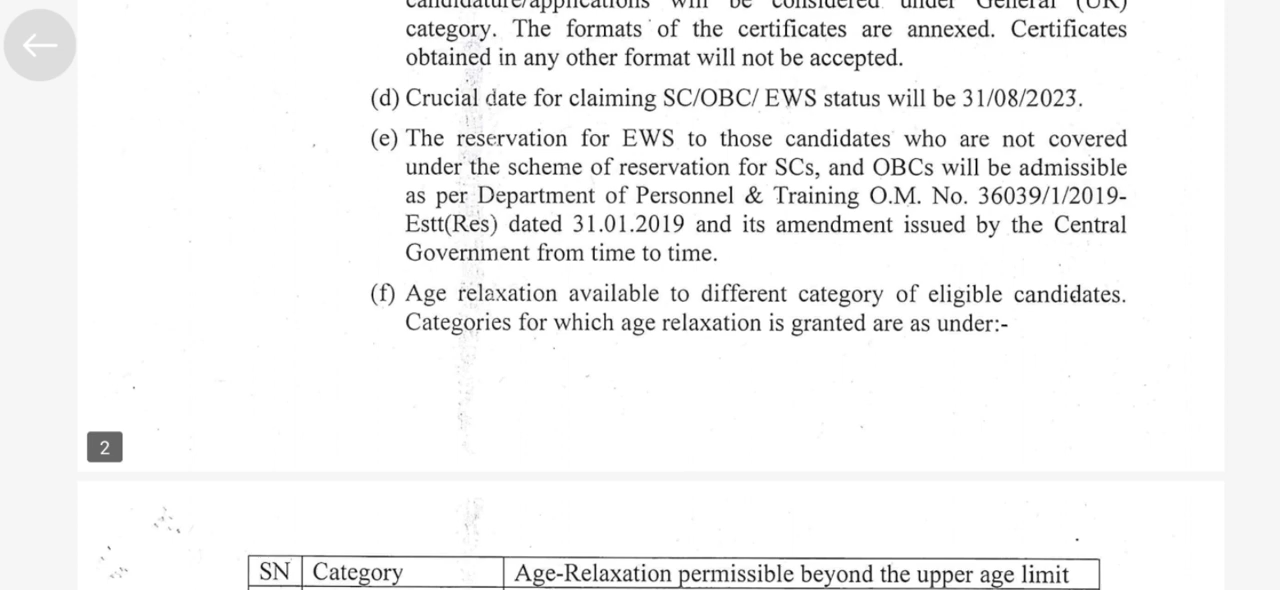 category. The formats of the certificates are annexed. Certificates
obtained in any other format will not be accepted.
(d) Crucial date for claiming SC/OBC/ EWS status will be 31/08/2023.
(e) The reservation for EWS to those candidates who are not covered
under the scheme of reservation for SCs, and OBCs will be admissible
as per Department of Personnel & Training O.M. No. 36039/1/2019-
Estt(Res) dated 31.01.2019 and its amendment issued by the Central
Government from time to time.
(f) Age relaxation available to different category of eligible candidates.
Categories for which age relaxation is granted are as under:-
2
SN Category Age-Relaxation permissible beyond the upper age limit